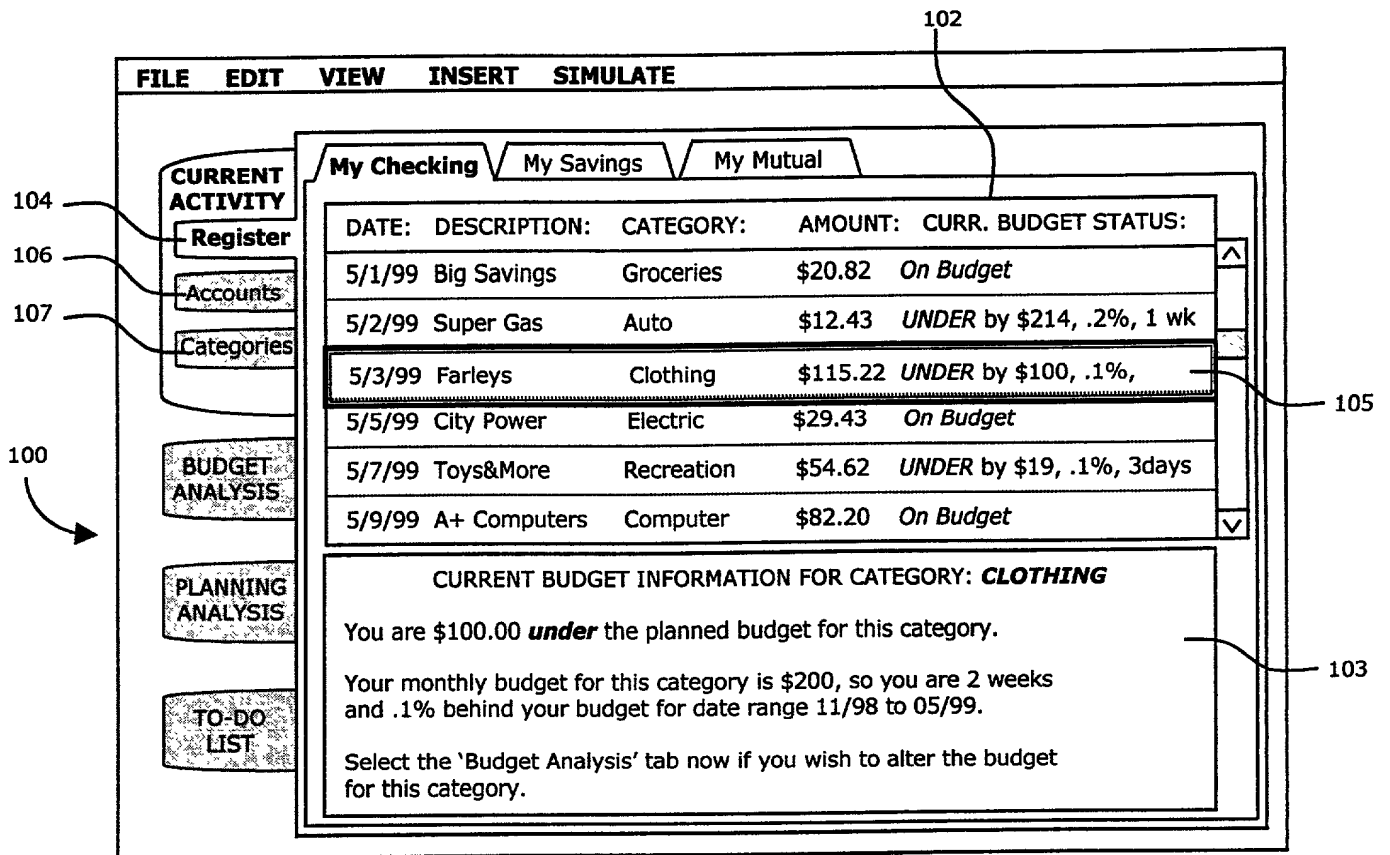 102
FILE EDIT VIEW INSERT SIMULATE
CURRENT
ACTIVITY
My Checking My Savings My Mutual
104
Register
106
Accounts
107
Categories
DATE: DESCRIPTION: CATEGORY: AMOUNT: CURR. BUDGET STATUS:
5/1/99 Big Savings Groceries $20.82 On Budget
5/2/99 Super Gas Auto $12.43 UNDER by $214, .2%, 1 wk
5/3/99 Farleys Clothing $115.22 UNDER by $100, .1%,
105
5/5/99 City Power Electric $29.43 On Budget
5/7/99 Toys&More Recreation $54.62 UNDER by $19, .1%, 3days
5/9/99 A+ Computers Computer $82.20 On Budget
100
BUDGET
ANALYSIS
PLANNING
ANALYSIS
TO-DO
LIST
CURRENT BUDGET INFORMATION FOR CATEGORY: CLOTHING
You are $100.00 under the planned budget for this category.
103
Your monthly budget for this category is $200, so you are 2 weeks
and .1% behind your budget for date range 11/98 to 05/99.
Select the ‘Budget Analysis’ tab now if you wish to alter the budget
for this category.